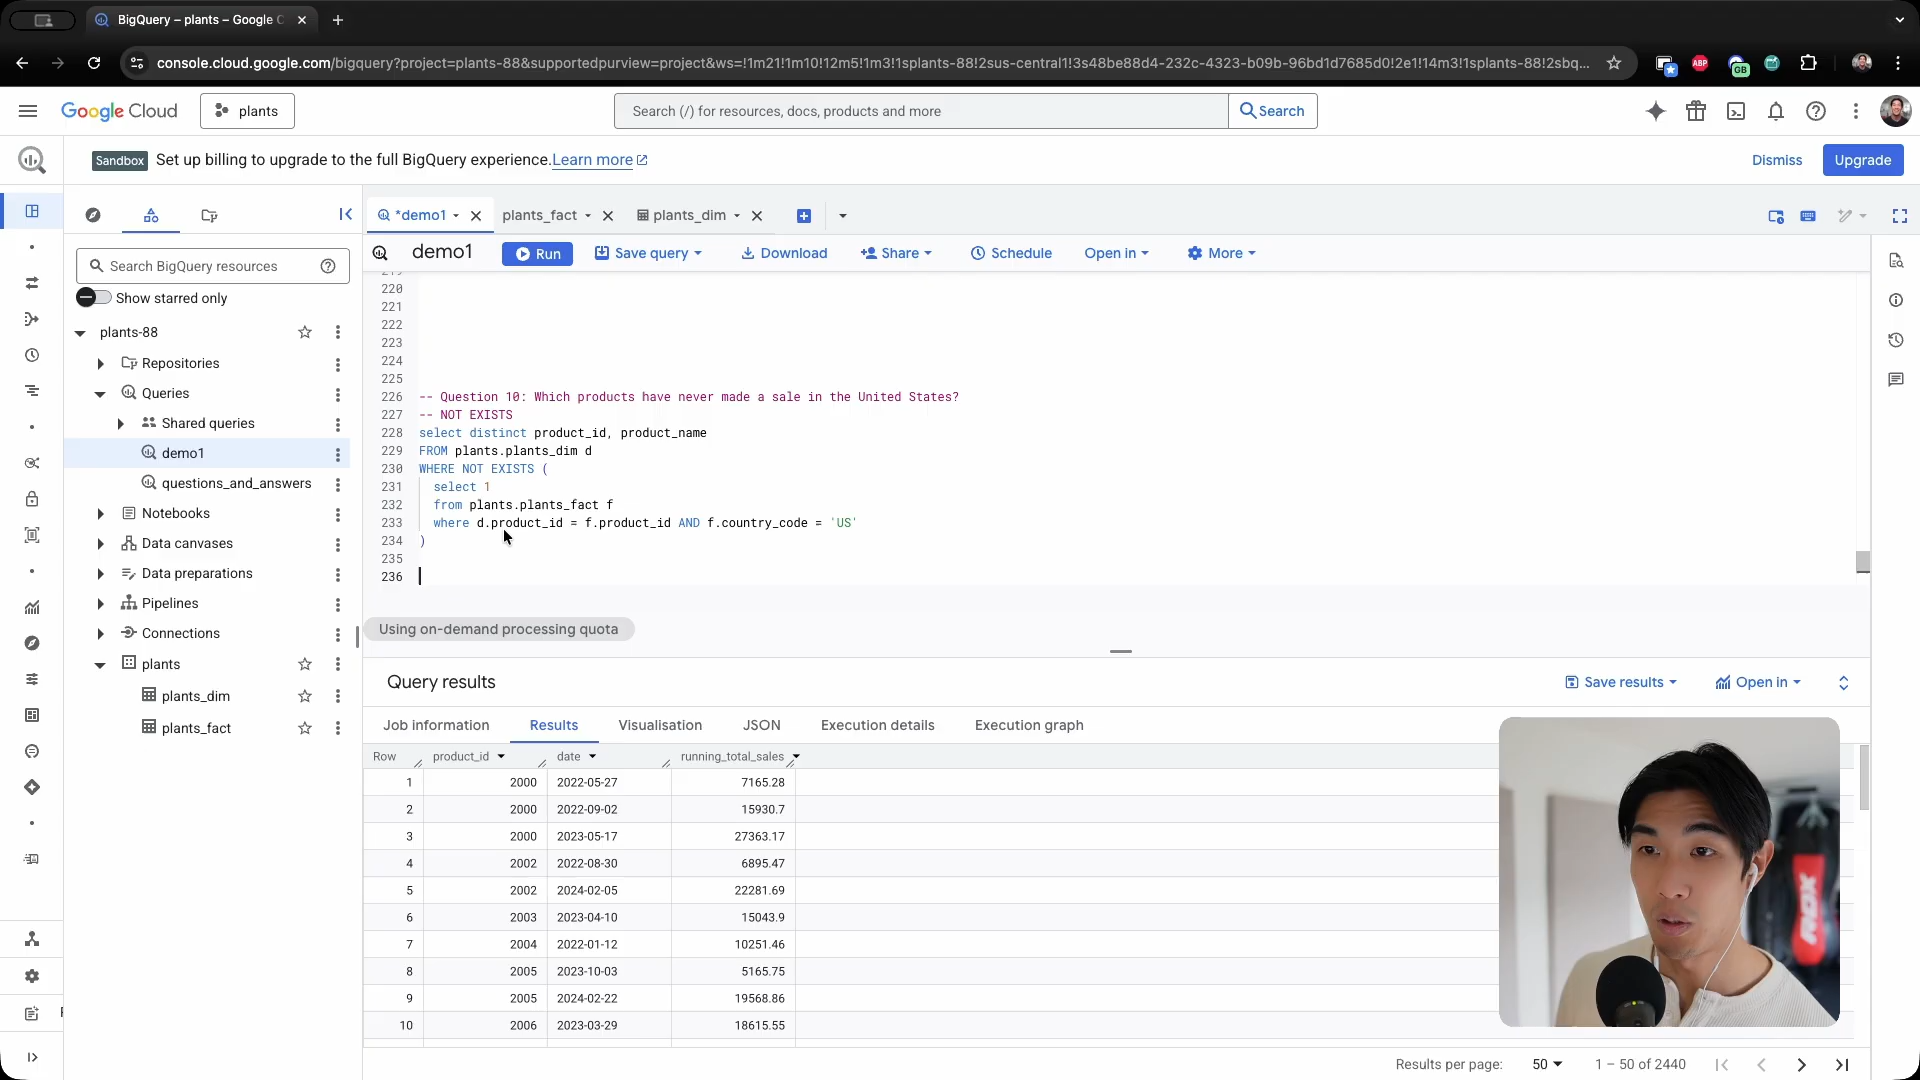 BigQuery – plants – Google C
console.cloud.google.com/bigquery?project=plants-88&supportedpurview=project&ws=!1m21!1m10!12m5!1m3!1splants-88!2sus-central1!3s48be88d4-232c-4323-b09b-96bd1d7685d0!2e1!14m3!1splants-88!2sbq...
ABP
GB
Google Cloud
plants
Search (/) for resources, docs, products and more
Search
Sandbox
Set up billing to upgrade to the full BigQuery experience. Learn more
Dismiss
Upgrade
*demo1
plants_fact
plants_dim
demo1
Run
Save query
Download
Share
Schedule
Open in
More
Search BigQuery resources
Show starred only
plants-88
Repositories
Queries
Shared queries
demo1
questions_and_answers
Notebooks
Data canvases
Data preparations
Pipelines
Connections
plants
plants_dim
plants_fact
219
220
221
222
223
224
225
226 -- Question 10: Which products have never made a sale in the United States?
227 -- NOT EXISTS
228 select distinct product_id, product_name
229 FROM plants.plants_dim d
230 WHERE NOT EXISTS (
231 select 1
232 from plants.plants_fact f
233 where d.product_id = f.product_id AND f.country_code = 'US'
234 )
235
236
Using on-demand processing quota
Query results
Save results
Open in
Job information
Results
Visualisation
JSON
Execution details
Execution graph
Row product_id date running_total_sales
1 2000 2022-05-27 7165.28
2 2000 2022-09-02 15930.7
3 2000 2023-05-17 27363.17
4 2002 2022-08-30 6895.47
5 2002 2024-02-05 22281.69
6 2003 2023-04-10 15043.9
7 2004 2022-01-12 10251.46
8 2005 2023-10-03 5165.75
9 2005 2024-02-22 19568.86
10 2006 2023-03-29 18615.55
RDX
Results per page:
50
1 – 50 of 2440